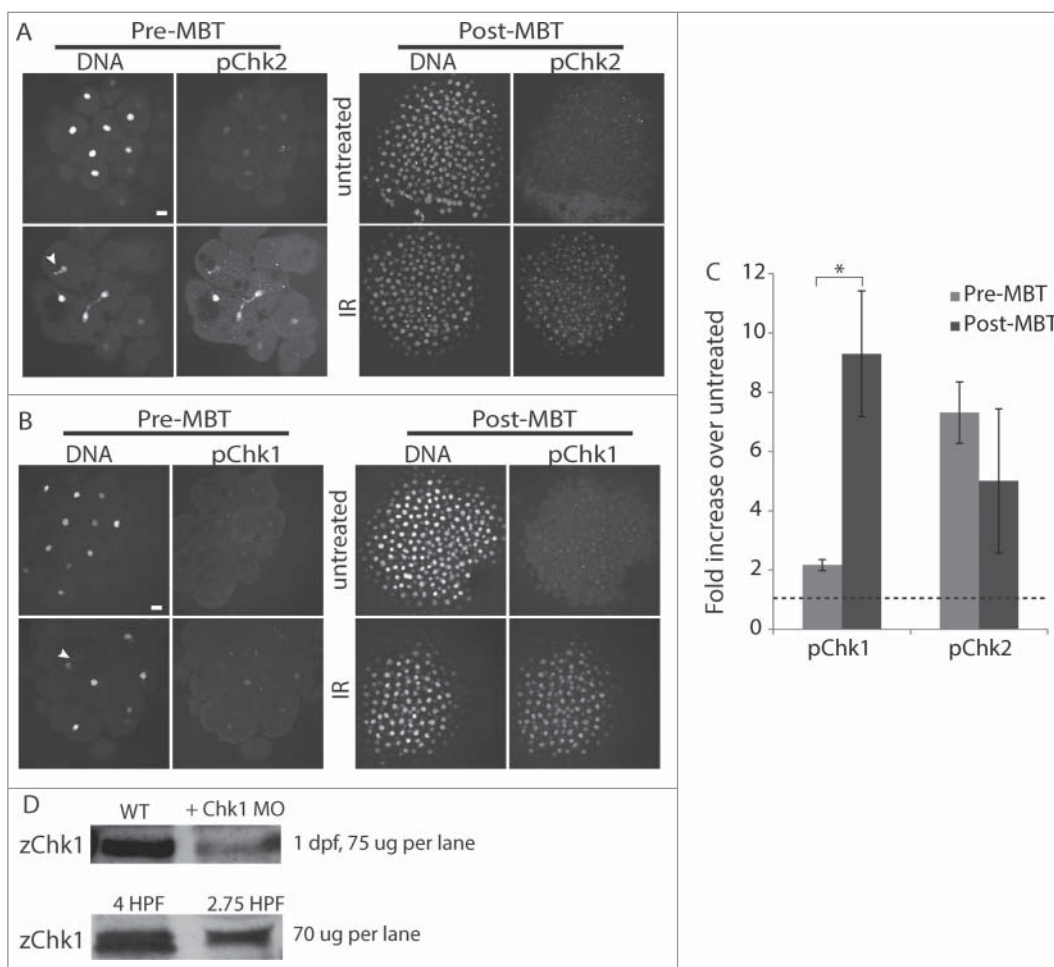 A
Pre-MBT
Post-MBT
DNA
pChk2
DNA
pChk2
untreated
IR
B
Pre-MBT
Post-MBT
DNA
pChk1
DNA
pChk1
untreated
IR
C
Fold increase over untreated
12
10
8
6
4
2
0
*
Pre-MBT
Post-MBT
pChk1
pChk2
D
WT
+ Chk1 MO
zChk1
1 dpf, 75 ug per lane
4 HPF
2.75 HPF
zChk1
70 ug per lane